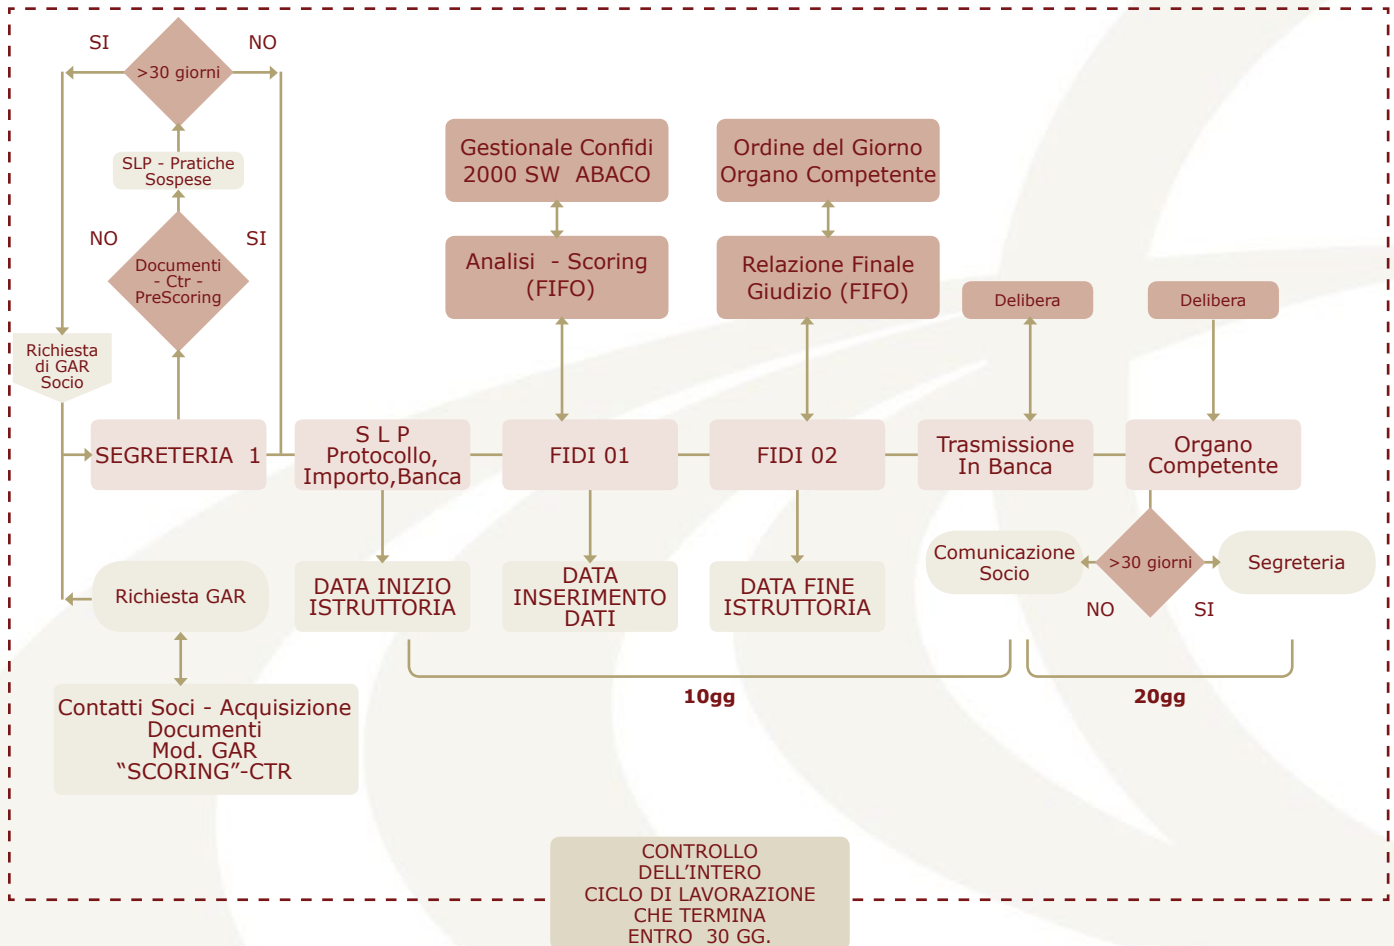 SI
NO
>30 giorni
SLP - Pratiche
Sospese
NO
SI
Documenti
- Ctr -
PreScoring
Richiesta
di GAR
Socio
Gestionale Confidi
2000 SW  ABACO
Ordine del Giorno
Organo Competente
Analisi  - Scoring
(FIFO)
Relazione Finale
Giudizio (FIFO)
Delibera
Delibera
SEGRETERIA  1
S L P
Protocollo,
Importo,Banca
FIDI 01
FIDI 02
Trasmissione
In Banca
Organo
Competente
Richiesta GAR
DATA INIZIO
ISTRUTTORIA
DATA
INSERIMENTO
DATI
DATA FINE
ISTRUTTORIA
Comunicazione
Socio
>30 giorni
Segreteria
NO
SI
10gg
20gg
Contatti Soci - Acquisizione
Documenti
Mod. GAR
“SCORING”-CTR
CONTROLLO
DELL’INTERO
CICLO DI LAVORAZIONE
CHE TERMINA
ENTRO  30 GG.